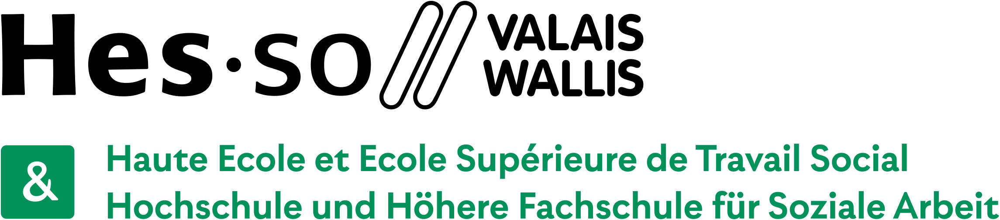 Hes·so VALAIS
WALLIS
& Haute Ecole et Ecole Supérieure de Travail Social
Hochschule und Höhere Fachschule für Soziale Arbeit